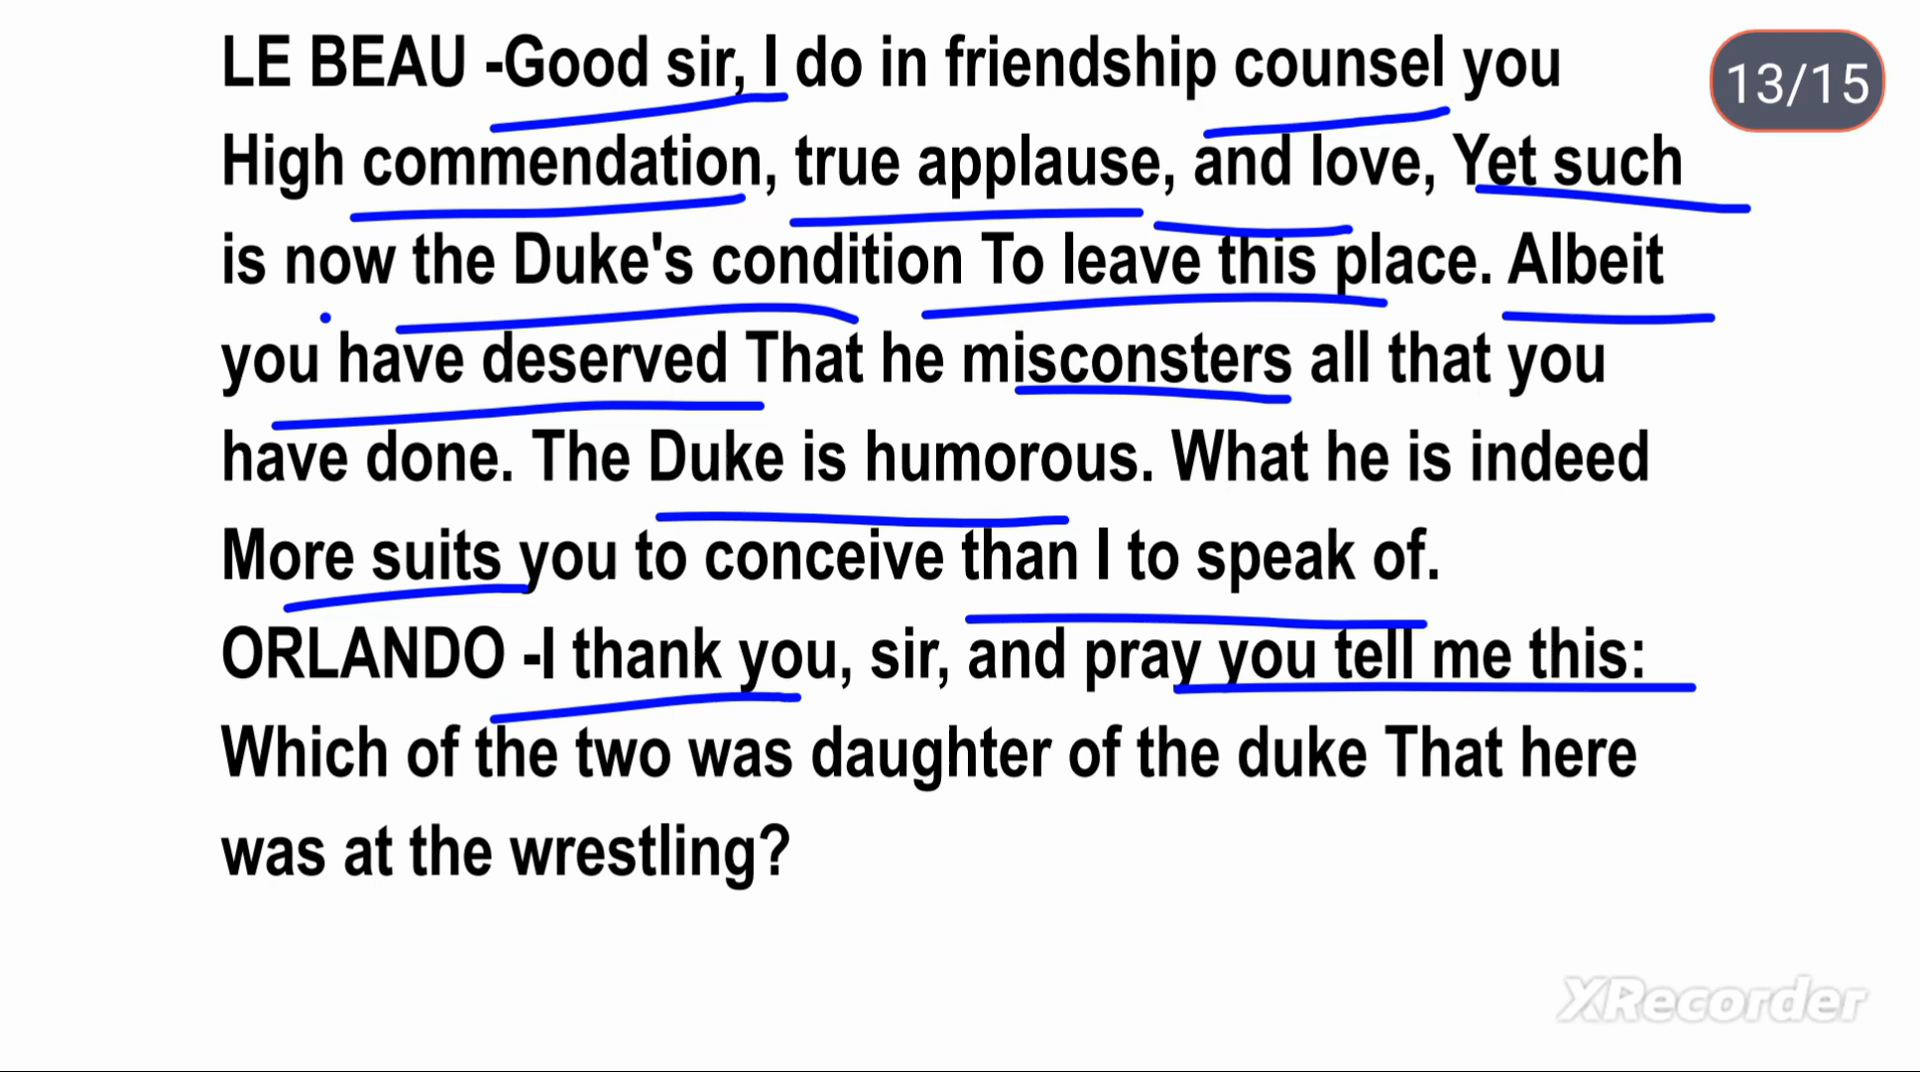 LE BEAU -Good sir, I do in friendship counsel you
13/15
High commendation, true applause, and love, Yet such
is now the Duke's condition To leave this place. Albeit
you have deserved That he misconsters all that you
have done. The Duke is humorous. What he is indeed
More suits you to conceive than I to speak of.
ORLANDO -I thank you, sir, and pray you tell me this:
Which of the two was daughter of the duke That here
was at the wrestling?
XRecorder